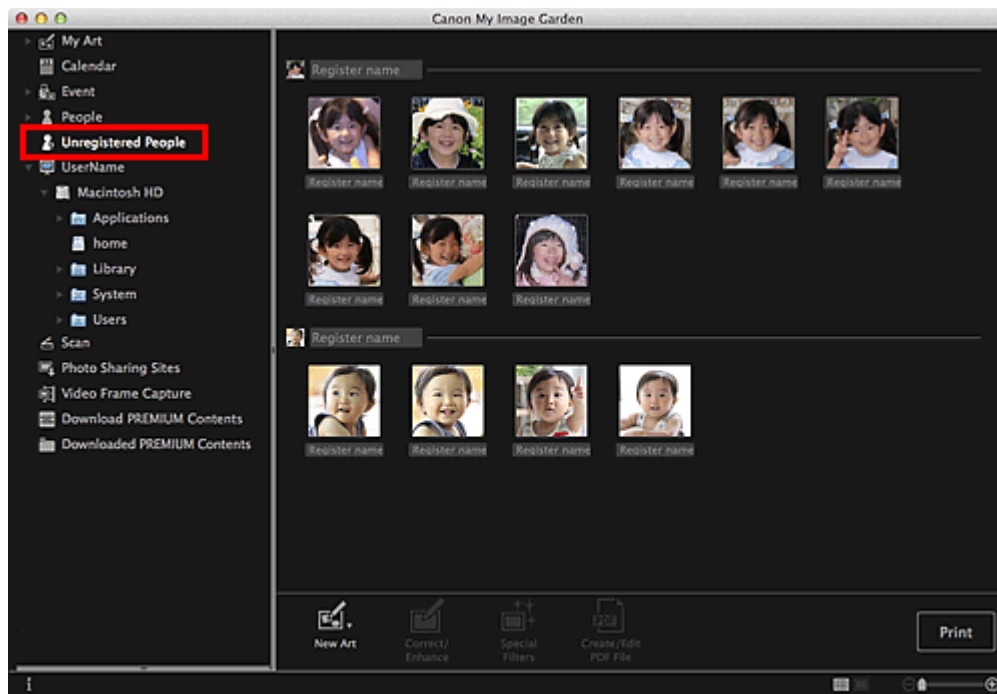 Canon My Image Garden
My Art
Calendar
Event
People
Unregistered People
UserName
Macintosh HD
Applications
home
Library
System
Users
Scan
Photo Sharing Sites
Video Frame Capture
Download PREMIUM Contents
Downloaded PREMIUM Contents
Register name
Register name Register name Register name Register name Register name Register name
Register name Register name Register name
Register name
Register name Register name Register name Register name
New Art
Correct/
Enhance
Special
Filters
Create/Edit
PDF File
Print